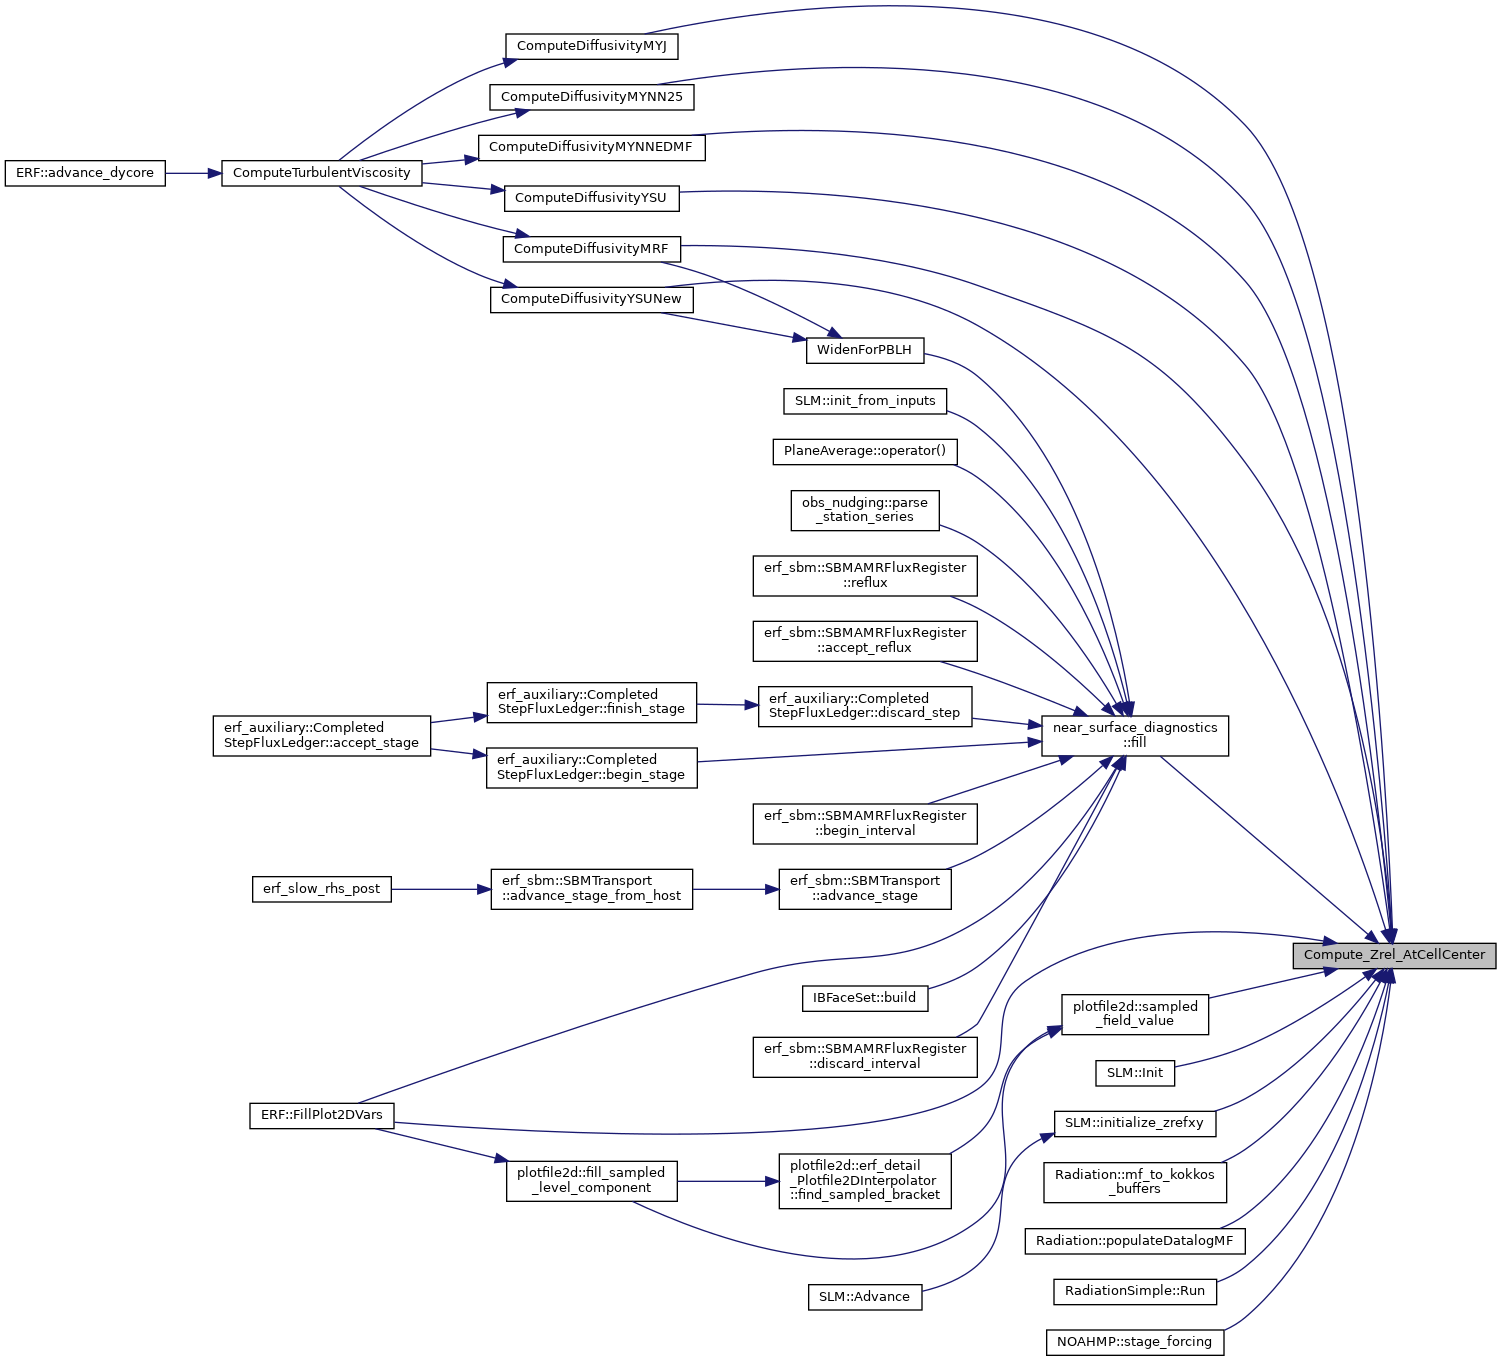 ComputeDiffusivityMYJ
ComputeDiffusivityMYNN25
ComputeDiffusivityMYNNEDMF
ERF::advance_dycore
ComputeTurbulentViscosity
ComputeDiffusivityYSU
ComputeDiffusivityMRF
ComputeDiffusivityYSUNew
WidenForPBLH
SLM::init_from_inputs
PlaneAverage::operator()
obs_nudging::parse
_station_series
erf_sbm::SBMAMRFluxRegister
::reflux
erf_sbm::SBMAMRFluxRegister
::accept_reflux
erf_auxiliary::Completed
StepFluxLedger::finish_stage
erf_auxiliary::Completed
StepFluxLedger::discard_step
erf_auxiliary::Completed
StepFluxLedger::accept_stage
near_surface_diagnostics
::fill
erf_auxiliary::Completed
StepFluxLedger::begin_stage
erf_sbm::SBMAMRFluxRegister
::begin_interval
erf_slow_rhs_post
erf_sbm::SBMTransport
::advance_stage_from_host
erf_sbm::SBMTransport
::advance_stage
Compute_Zrel_AtCellCenter
IBFaceSet::build
plotfile2d::sampled
_field_value
erf_sbm::SBMAMRFluxRegister
::discard_interval
SLM::Init
ERF::FillPlot2DVars
SLM::initialize_zrefxy
plotfile2d::fill_sampled
_level_component
plotfile2d::erf_detail
_Plotfile2DInterpolator
::find_sampled_bracket
Radiation::mf_to_kokkos
_buffers
Radiation::populateDatalogMF
SLM::Advance
RadiationSimple::Run
NOAHMP::stage_forcing